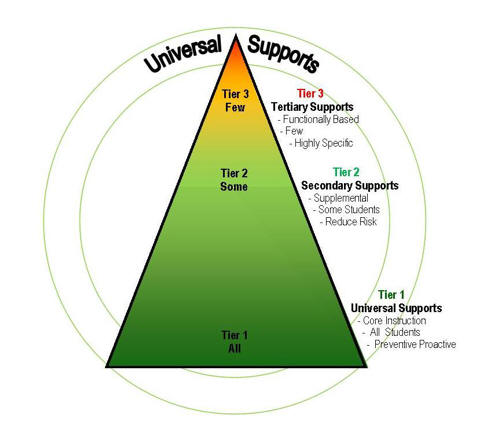 Universal Supports
Tier 3
Few
Tier 3
Tertiary Supports
- Functionally Based
- Few
- Highly Specific
Tier 2
Some
Tier 2
Secondary Supports
- Supplemental
- Some Students
- Reduce Risk
Tier 1
All
Tier 1
Universal Supports
- Core Instruction
- All Students
- Preventive Proactive